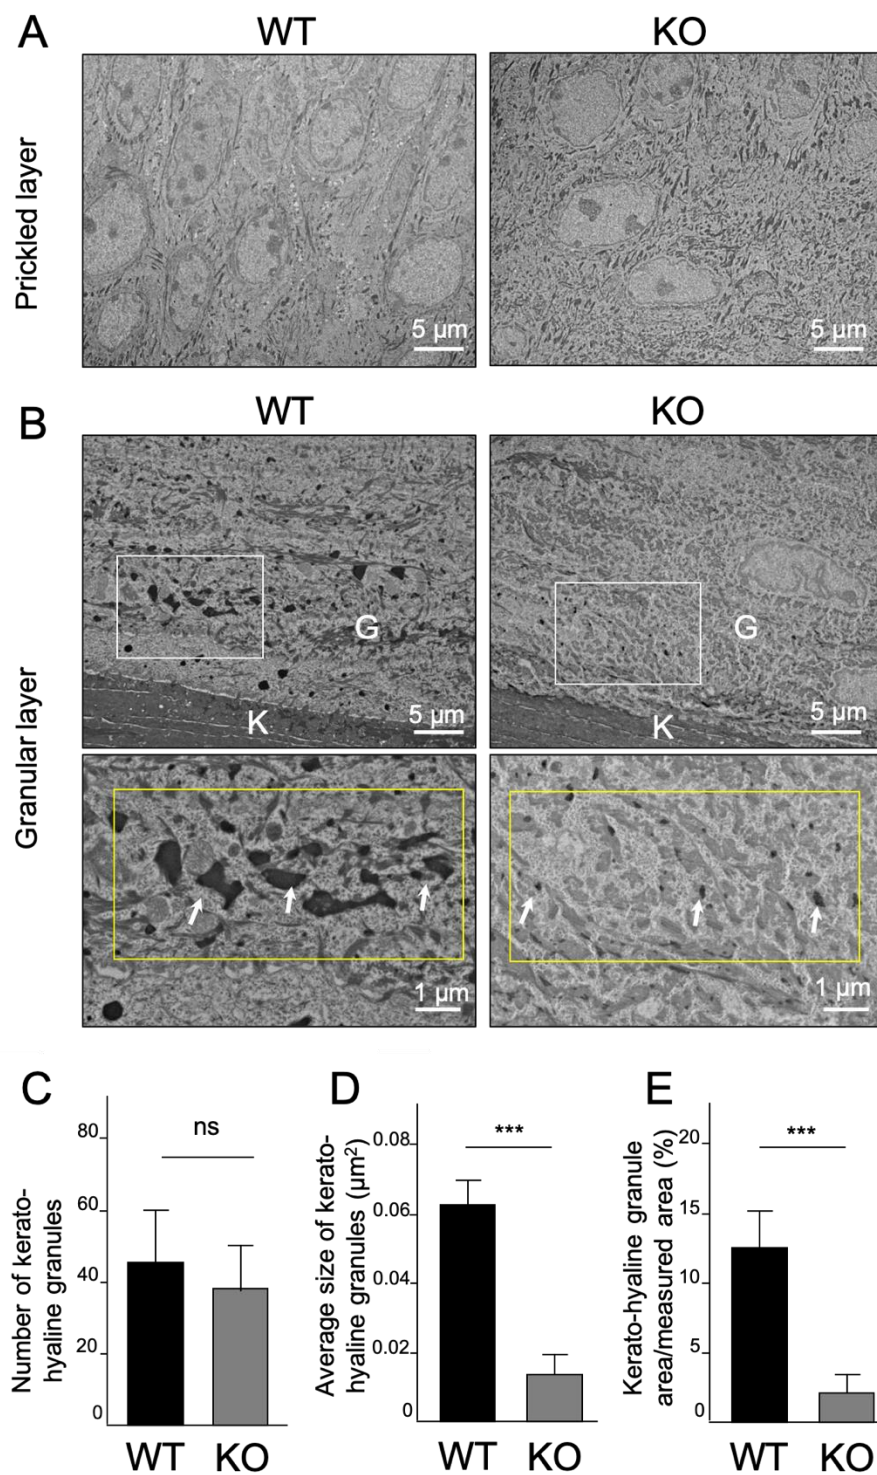 A
WT
KO
Prickled layer
5 µm
5 µm
B
WT
KO
Granular layer
G
K
5 µm
G
K
5 µm
1 µm
1 µm
C
Number of kerato-
hyaline granules
80
60
40
20
0
ns
WT
KO
D
Average size of kerato-
hyaline granules (µm²)
0.08
0.06
0.04
0.02
0
***
WT
KO
E
Kerato-hyaline granule
area/measured area (%)
20
15
10
5
0
***
WT
KO